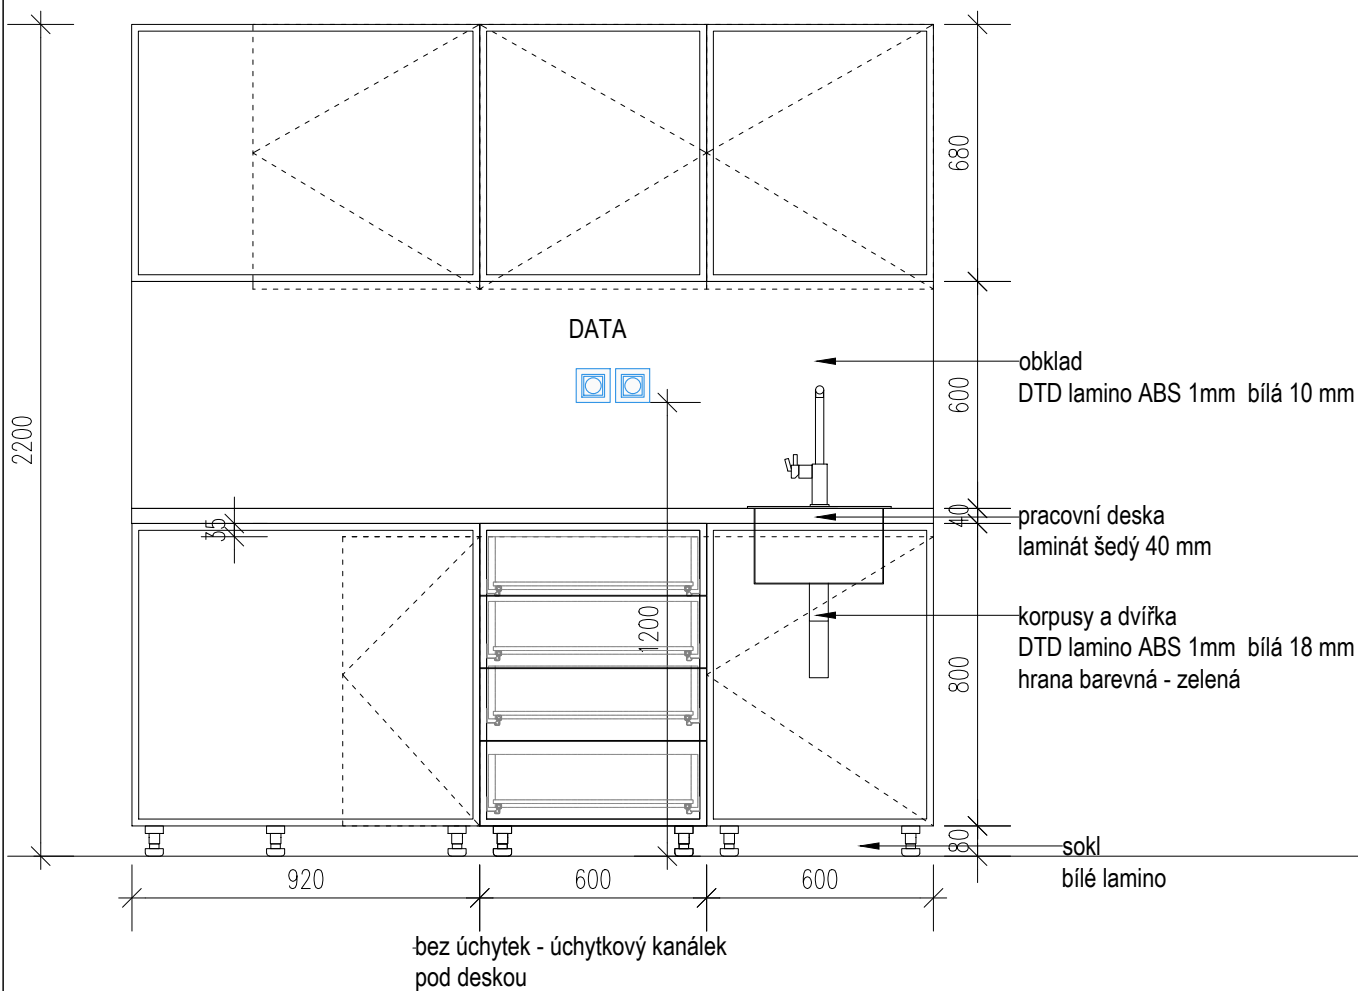 680
DATA
obklad
DTD lamino ABS 1mm bílá 10 mm
600
2200
35
40
pracovní deska
laminát šedý 40 mm
1200
korpusy a dvířka
DTD lamino ABS 1mm bílá 18 mm
hrana barevná - zelená
800
80
sokl
bílé lamino
920
600
600
bez úchytek - úchytkový kanálek
pod deskou